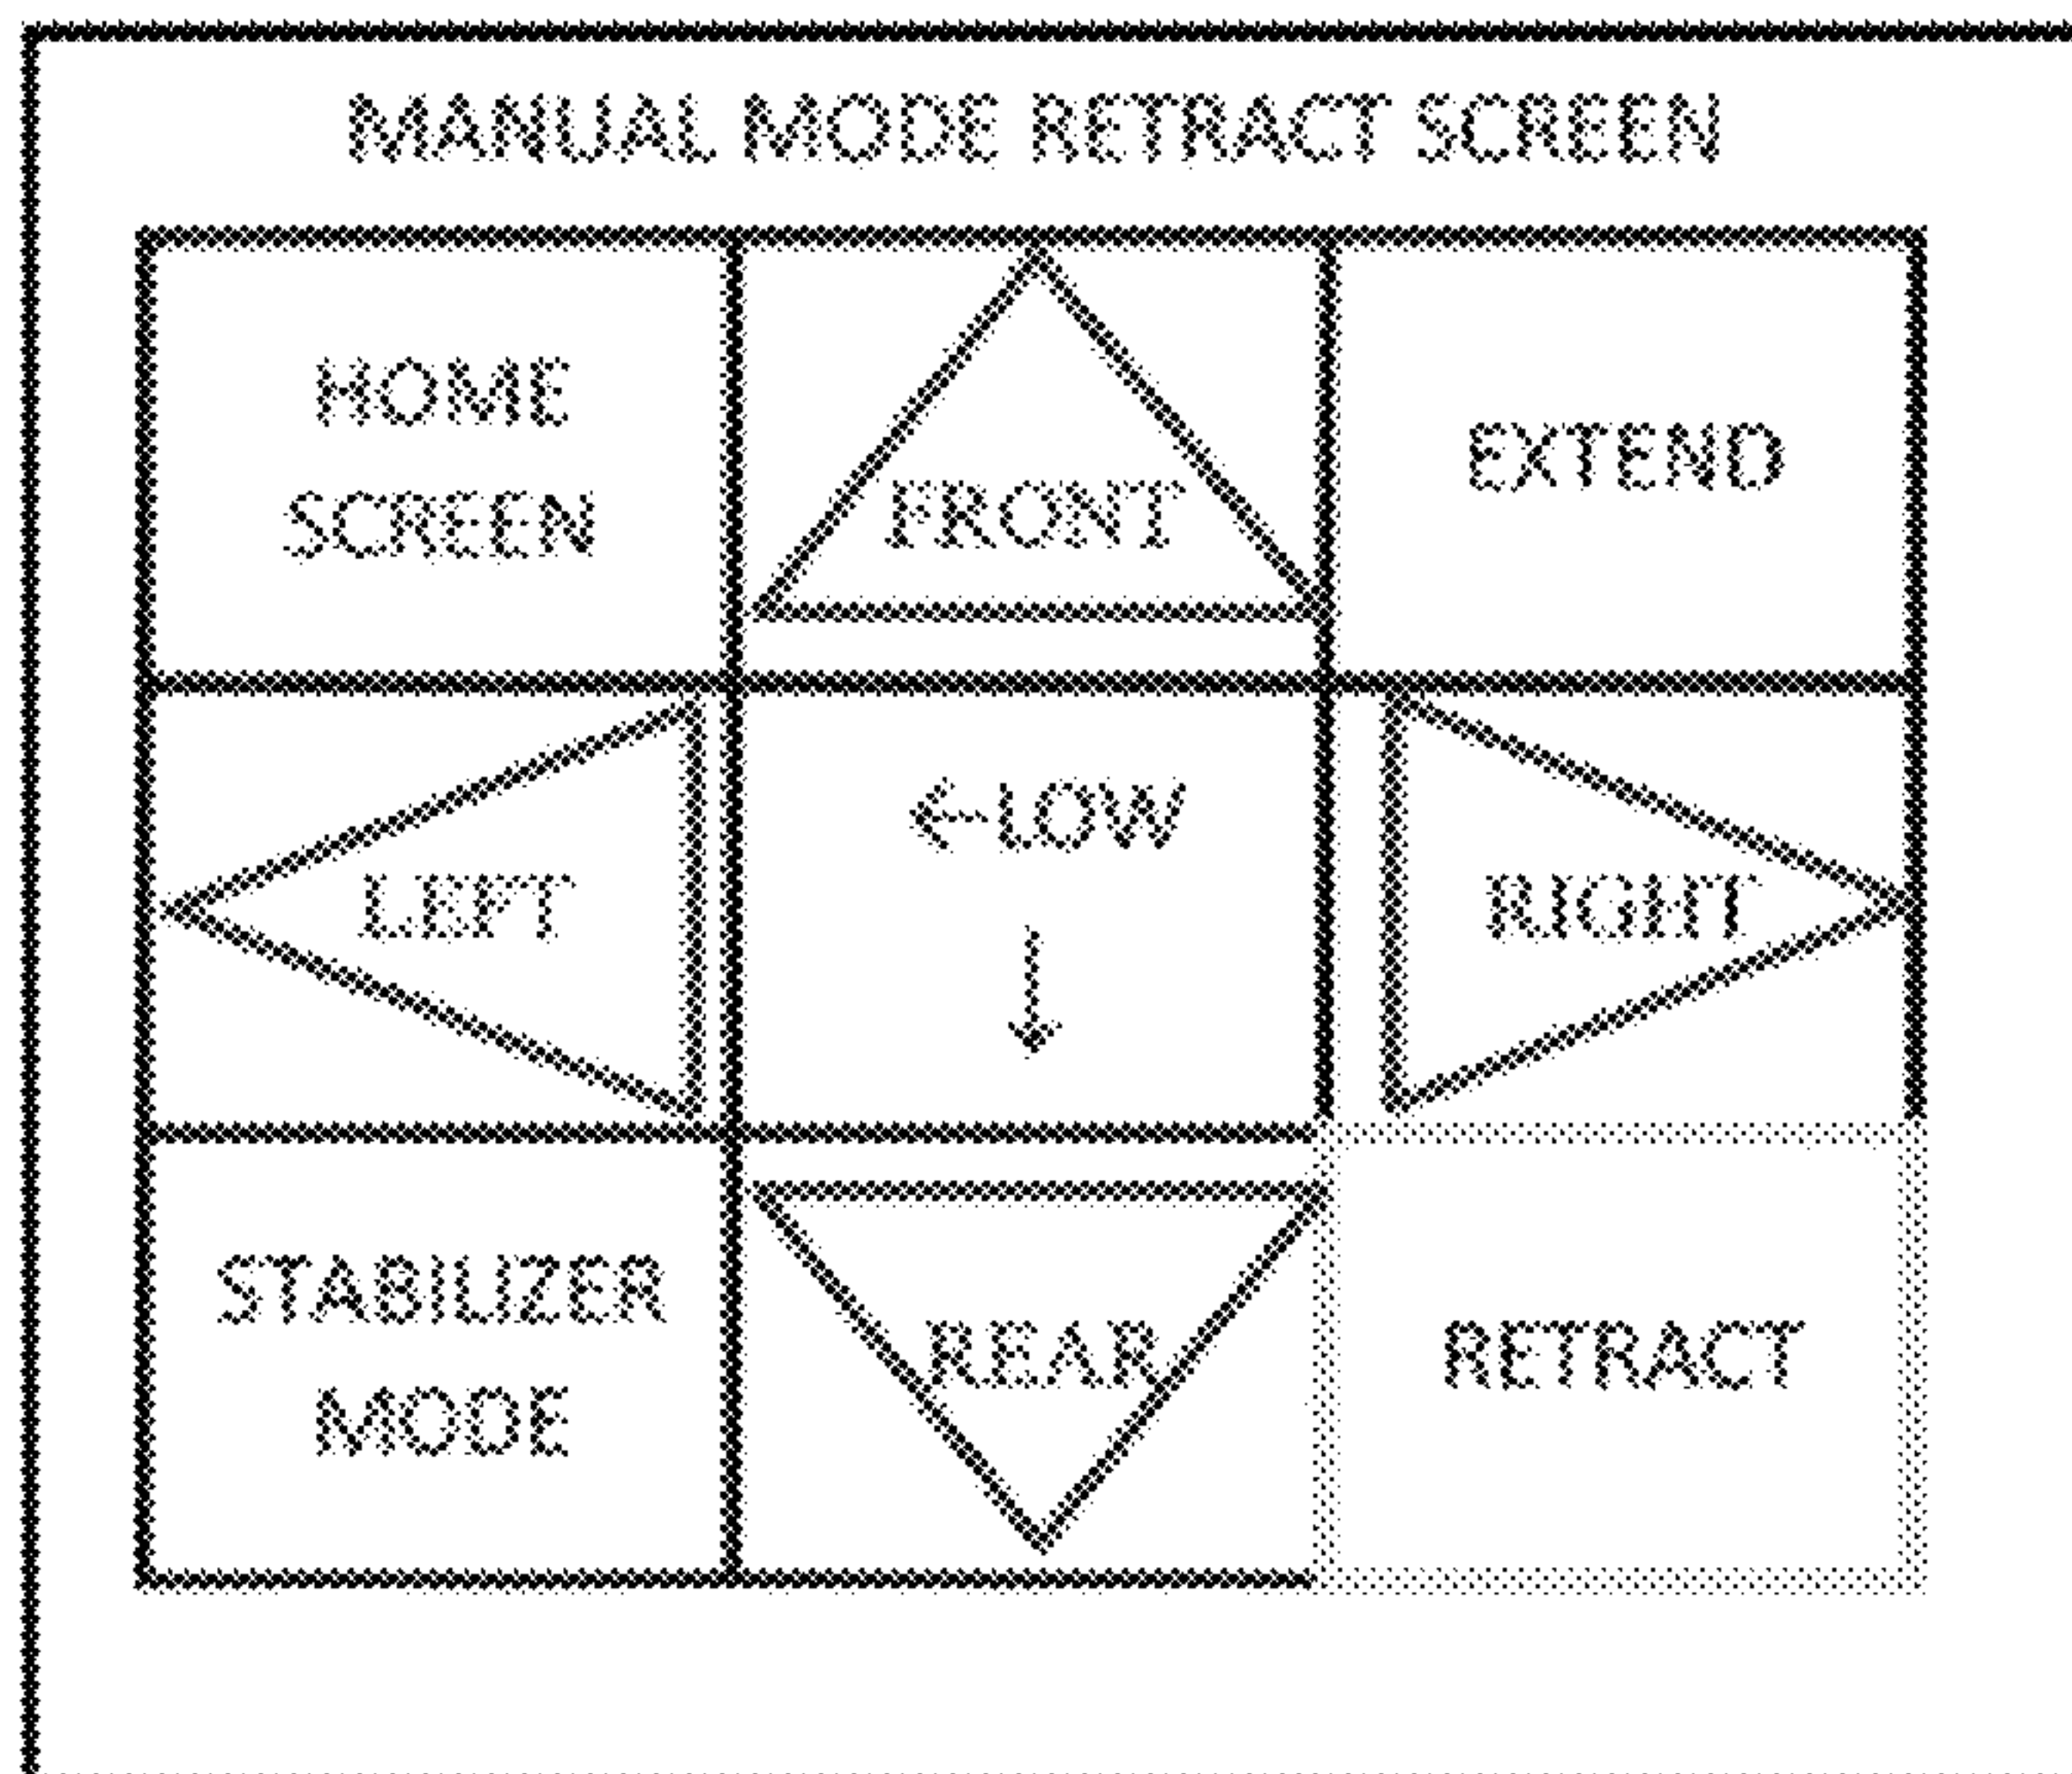 MANUAL MODE RETRACT SCREEN
HOME
SCREEN
FRONT
EXTEND
LEFT
←LOW
↓
RIGHT
STABILIZER
MODE
REAR
RETRACT